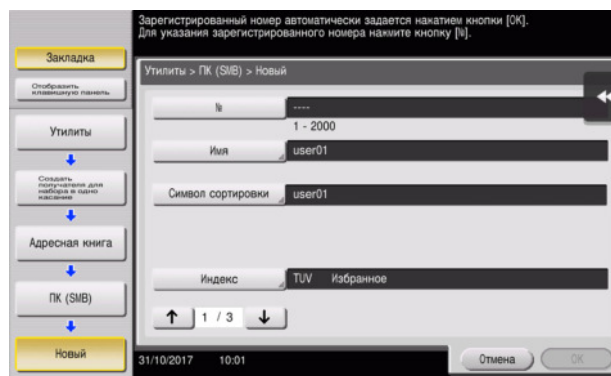 Зарегистрированный номер автоматически задается нажатием кнопки [OK].
Для указания зарегистрированного номера нажмите кнопку [№].
Закладка
Отобразить
клавишную панель
Утилиты
Создать
получателя для
набора в одно
касание
Адресная книга
ПК (SMB)
Новый
Утилиты > ПК (SMB) > Новый
№
----
1 - 2000
Имя
user01
Символ сортировки
user01
Индекс
TUV Избранное
↑ 1 / 3 ↓
31/10/2017 10:01
Отмена
OK